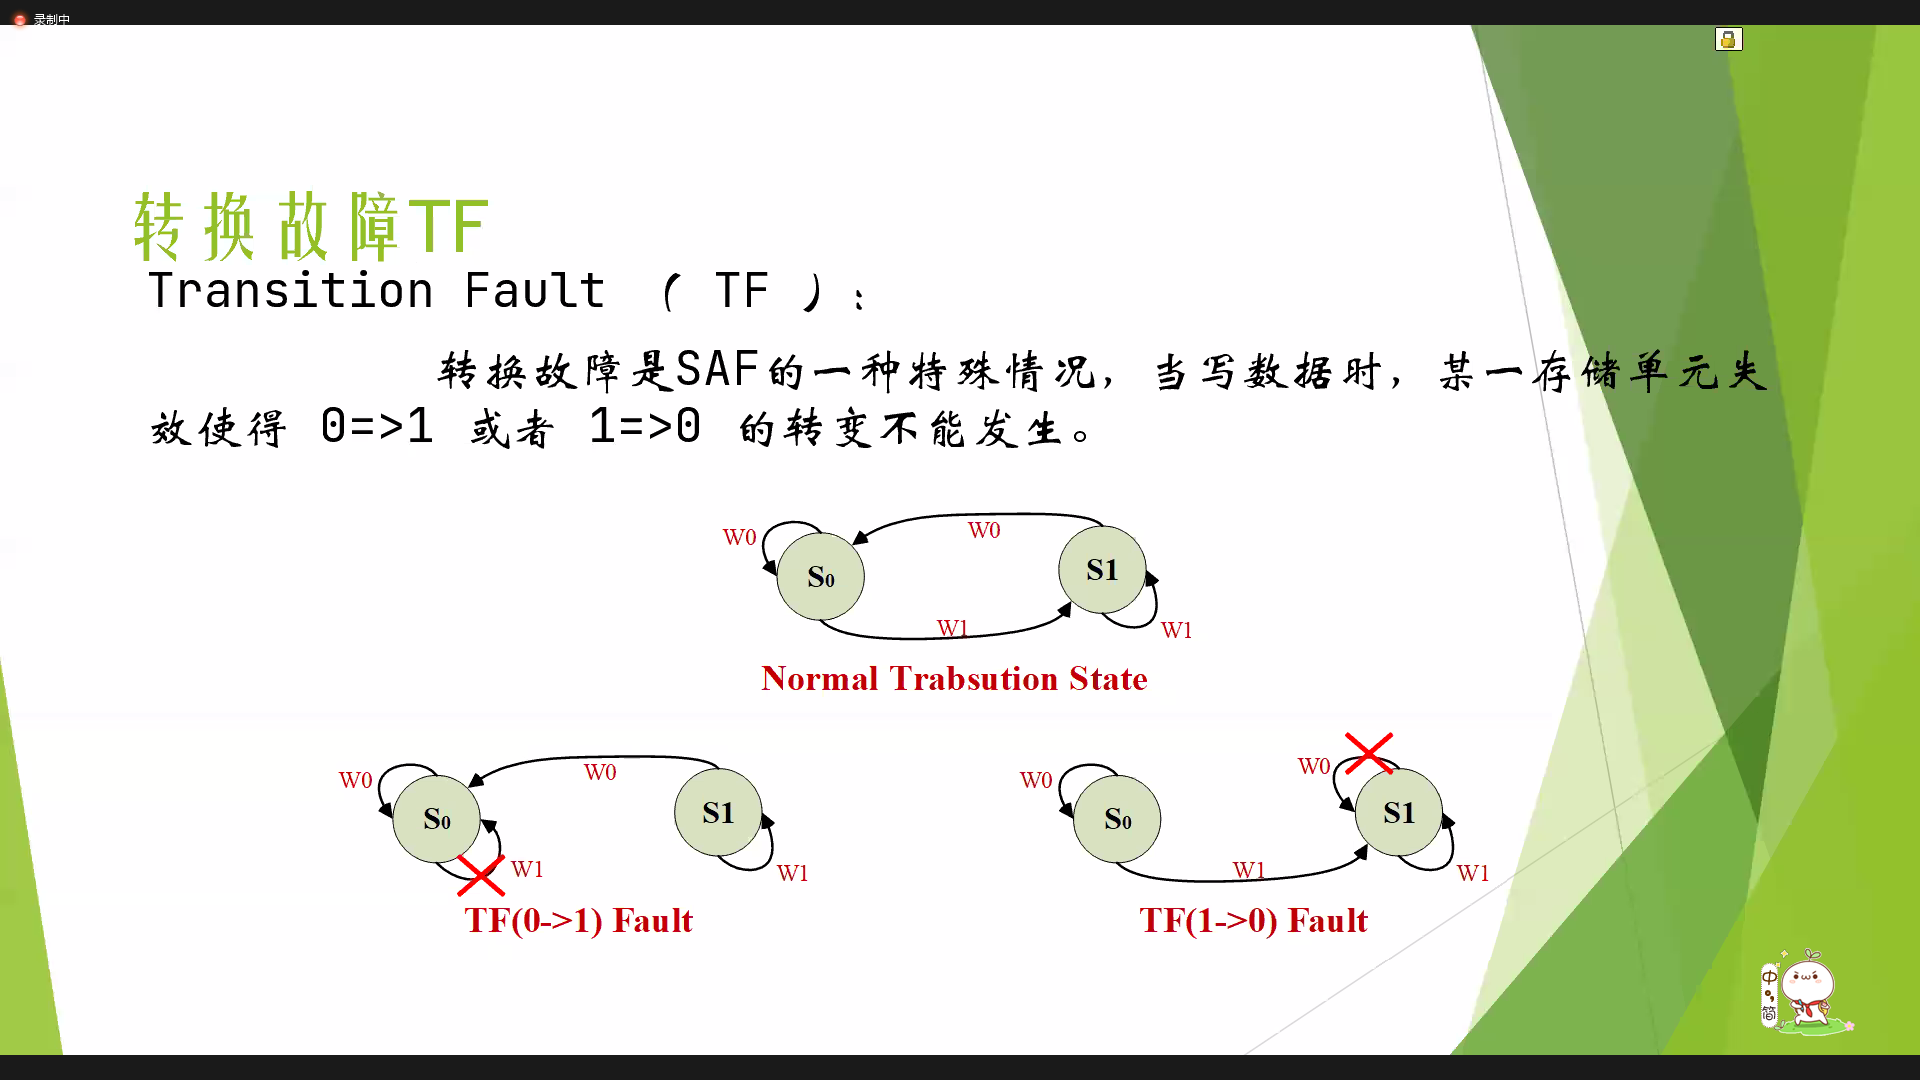 录制中
转换故障TF
Transition Fault （ TF ）：
转换故障是SAF的一种特殊情况，当写数据时，某一存储单元失
效使得 0=>1 或者 1=>0 的转变不能发生。
W0
W0
S0
S1
W1
W1
Normal Trabsution State
W0
W0
S0
S1
W1
W1
TF(0->1) Fault
W0
W0
S0
S1
W1
W1
TF(1->0) Fault
中
简